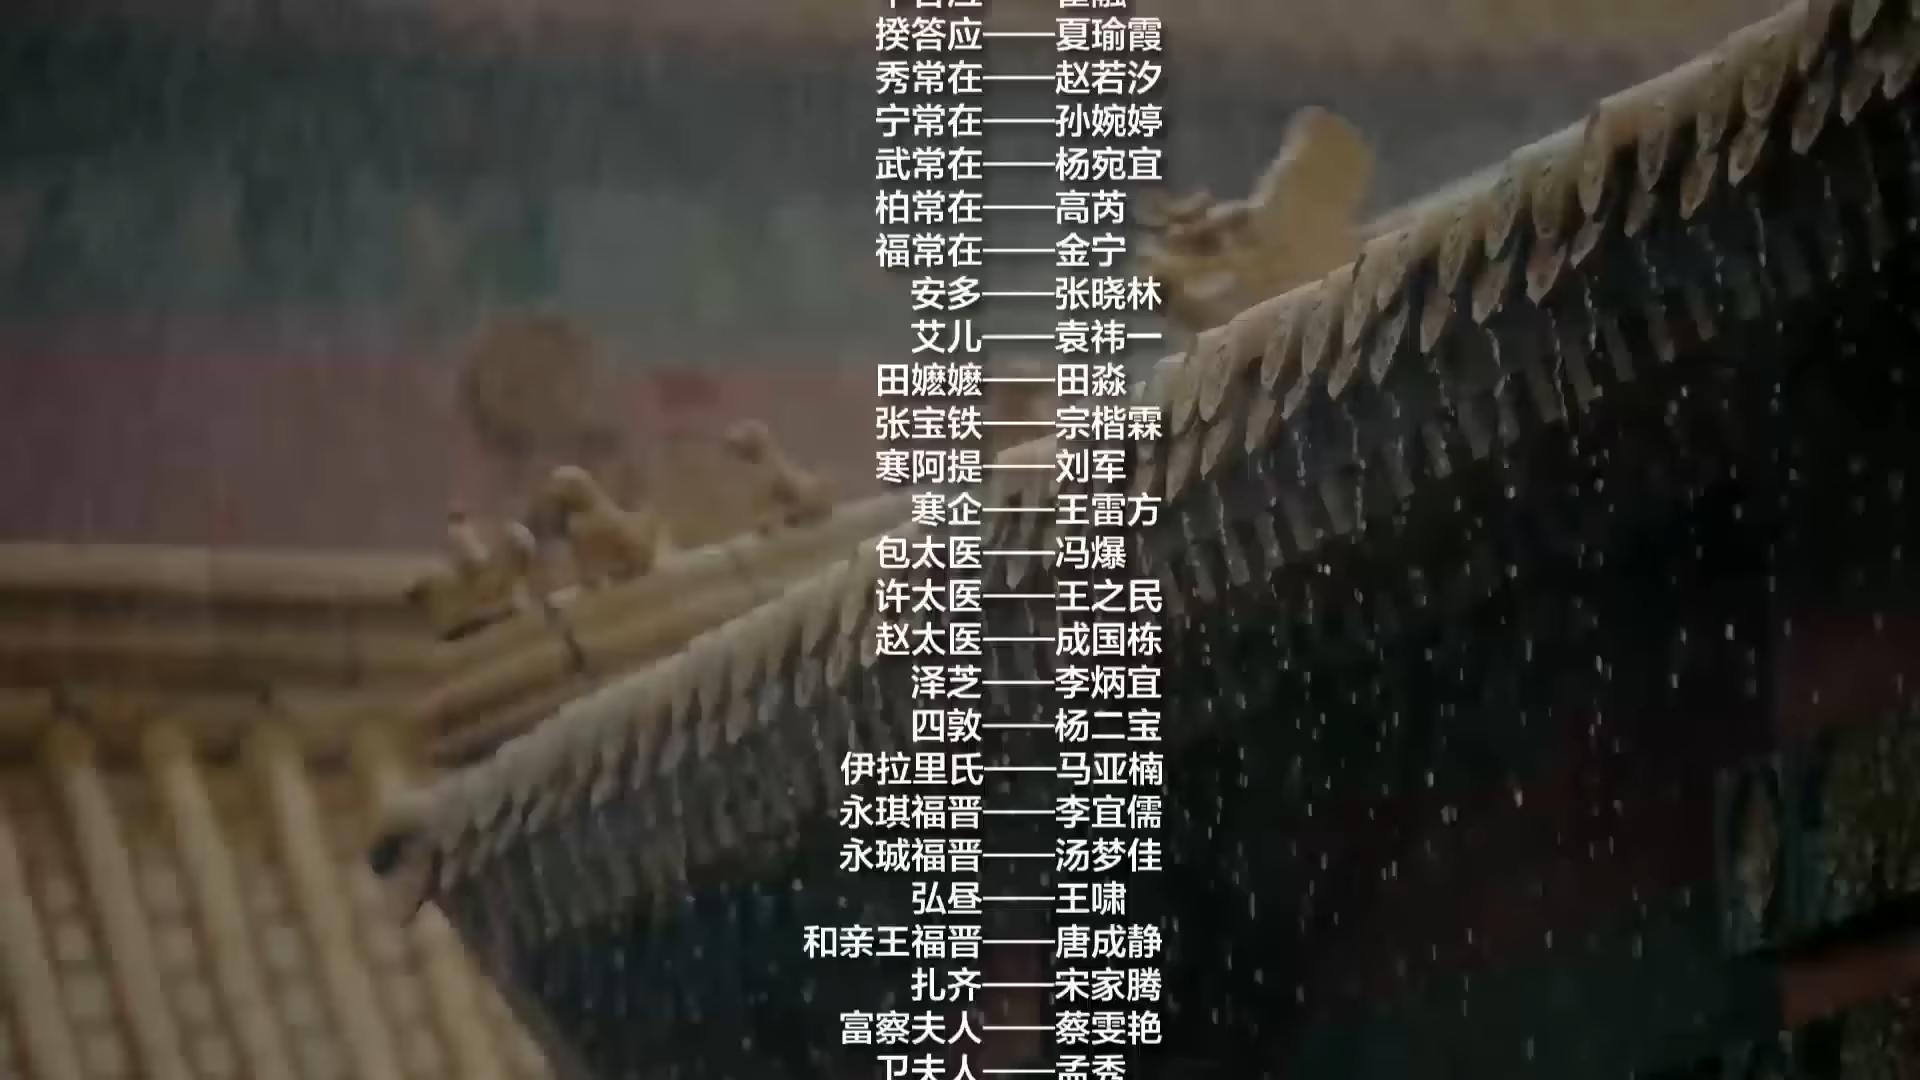 揆答应——夏瑜霞
秀常在——赵若汐
宁常在——孙婉婷
武常在——杨宛宜
柏常在——高芮
福常在——金宁
安多——张晓林
艾儿——袁祎一
田嬷嬷——田淼
张宝铁——宗楷霖
寒阿提——刘军
寒企——王雷方
包太医——冯爆
许太医——王之民
赵太医——成国栋
泽芝——李炳宜
四敦——杨二宝
伊拉里氏——马亚楠
永琪福晋——李宜儒
永珹福晋——汤梦佳
弘昼——王啸
和亲王福晋——唐成静
扎齐——宋家腾
富察夫人——蔡雯艳
卫夫人——孟秀